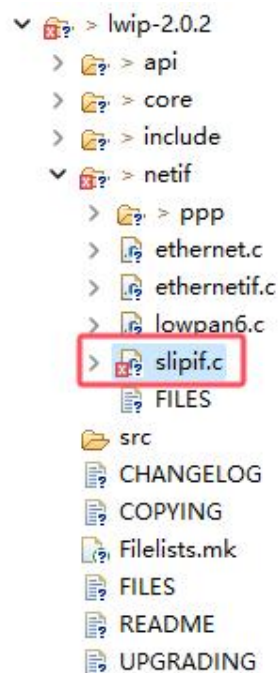 > lwip-2.0.2
> api
> core
> include
> netif
> ppp
ethernet.c
ethernetif.c
lowpan6.c
slipif.c
FILES
src
CHANGELOG
COPYING
Filelists.mk
FILES
README
UPGRADING